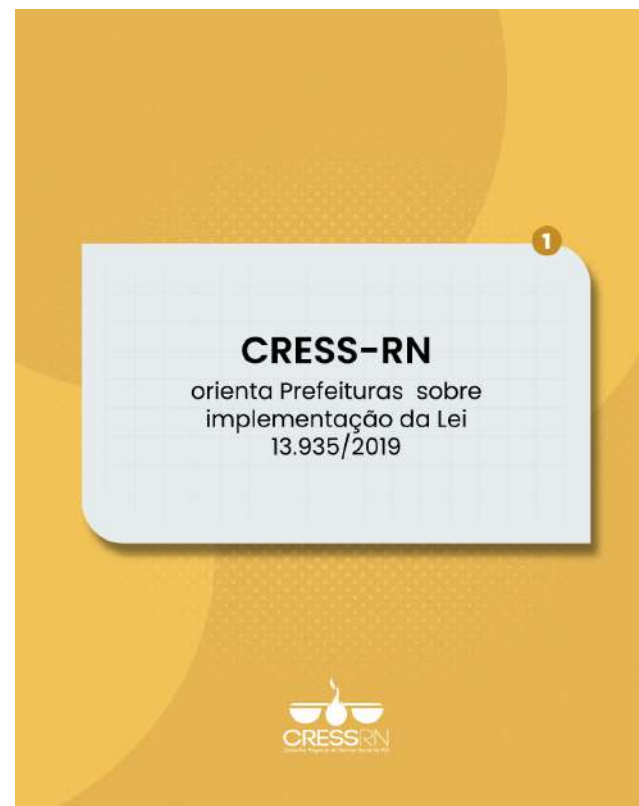 1
CRESS-RN
orienta Prefeituras sobre
implementação da Lei
13.935/2019
CRESSRN